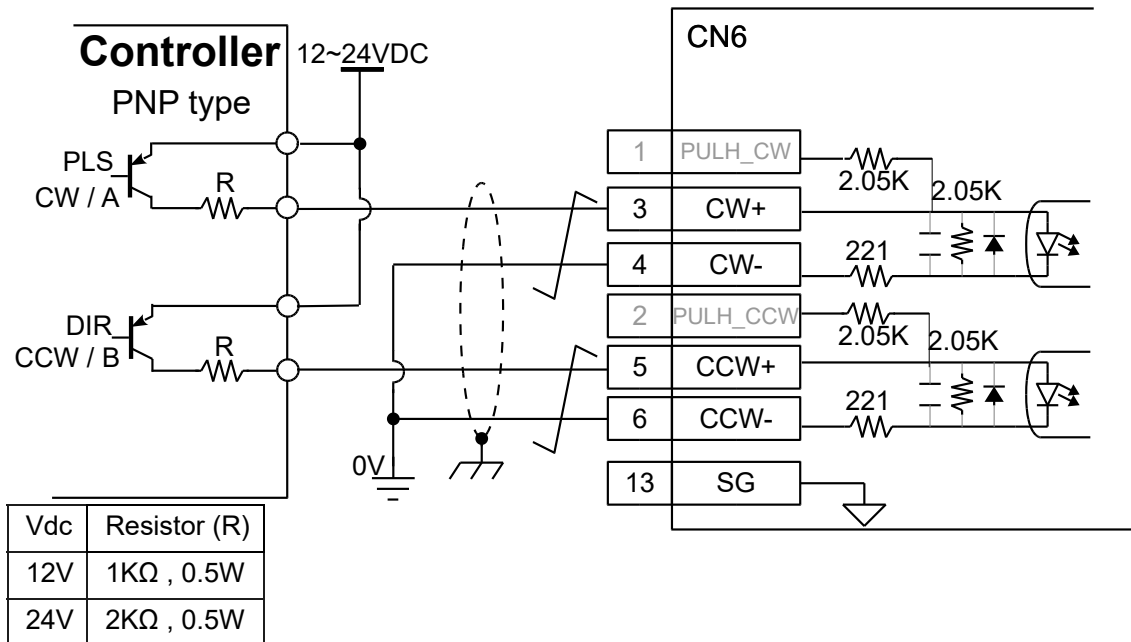 Controller
PNP type
12~24VDC
PLS
CW / A
R
DIR
CCW / B
R
0V
CN6
1 PULH_CW
3 CW+
4 CW-
2 PULH_CCW
5 CCW+
6 CCW-
13 SG
2.05K
2.05K
221
2.05K
2.05K
221
Vdc Resistor (R)
12V 1KΩ , 0.5W
24V 2KΩ , 0.5W